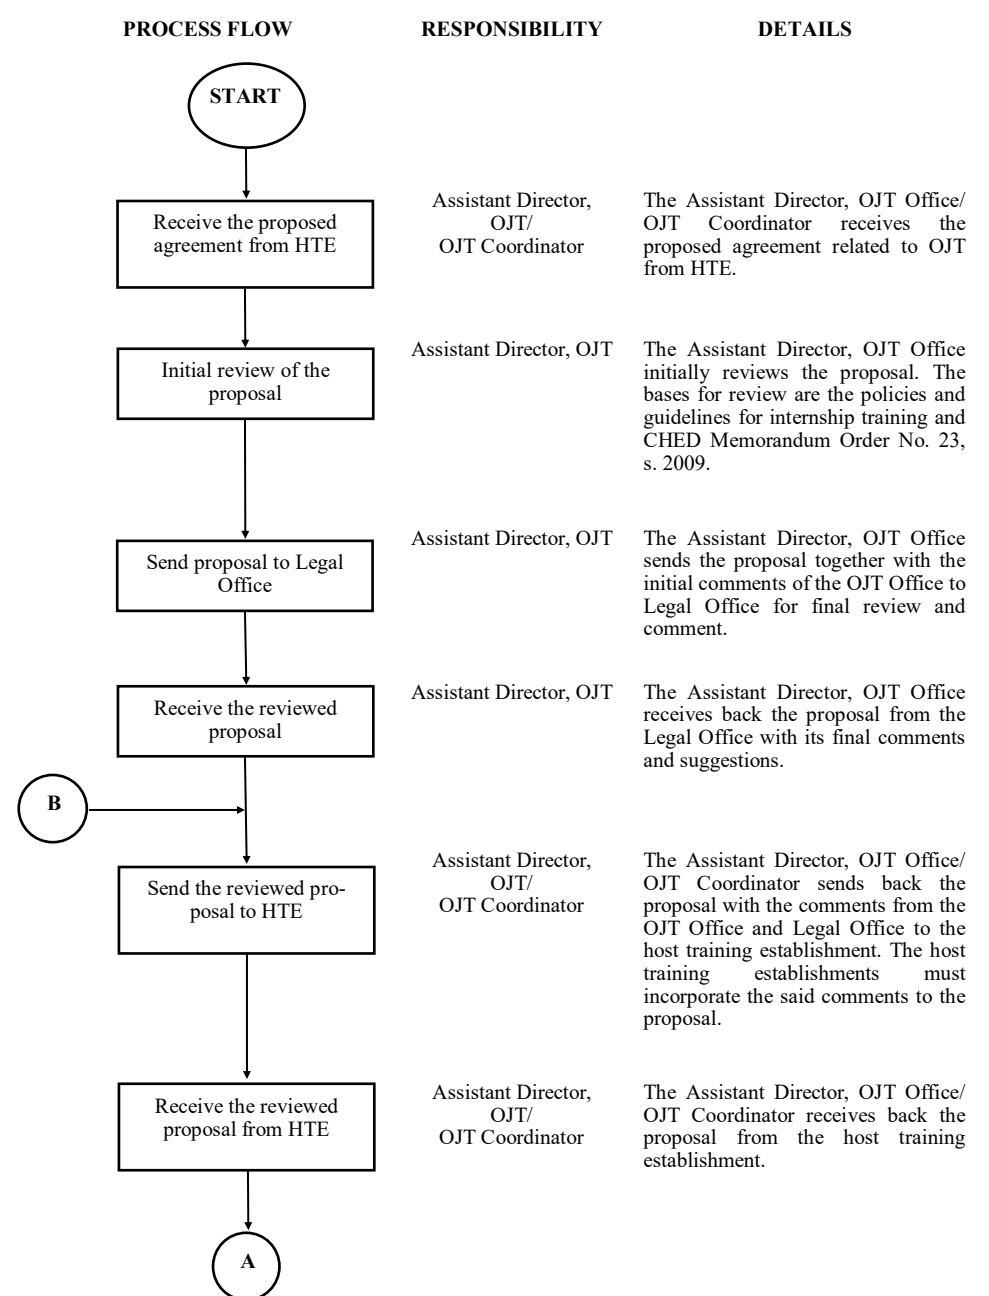 PROCESS FLOW RESPONSIBILITY DETAILS
START
Receive the proposed
agreement from HTE
Assistant Director,
OJT/
OJT Coordinator
The Assistant Director, OJT Office/
OJT Coordinator receives the
proposed agreement related to OJT
from HTE.
Initial review of the
proposal
Assistant Director, OJT
The Assistant Director, OJT Office
initially reviews the proposal. The
bases for review are the policies and
guidelines for internship training and
CHED Memorandum Order No. 23,
s. 2009.
Send proposal to Legal
Office
Assistant Director, OJT
The Assistant Director, OJT Office
sends the proposal together with the
initial comments of the OJT Office to
Legal Office for final review and
comment.
Receive the reviewed
proposal
Assistant Director, OJT
The Assistant Director, OJT Office
receives back the proposal from the
Legal Office with its final comments
and suggestions.
B
Send the reviewed pro-
posal to HTE
Assistant Director,
OJT/
OJT Coordinator
The Assistant Director, OJT Office/
OJT Coordinator sends back the
proposal with the comments from the
OJT Office and Legal Office to the
host training establishment. The host
training establishments must
incorporate the said comments to the
proposal.
Receive the reviewed
proposal from HTE
Assistant Director,
OJT/
OJT Coordinator
The Assistant Director, OJT Office/
OJT Coordinator receives back the
proposal from the host training
establishment.
A